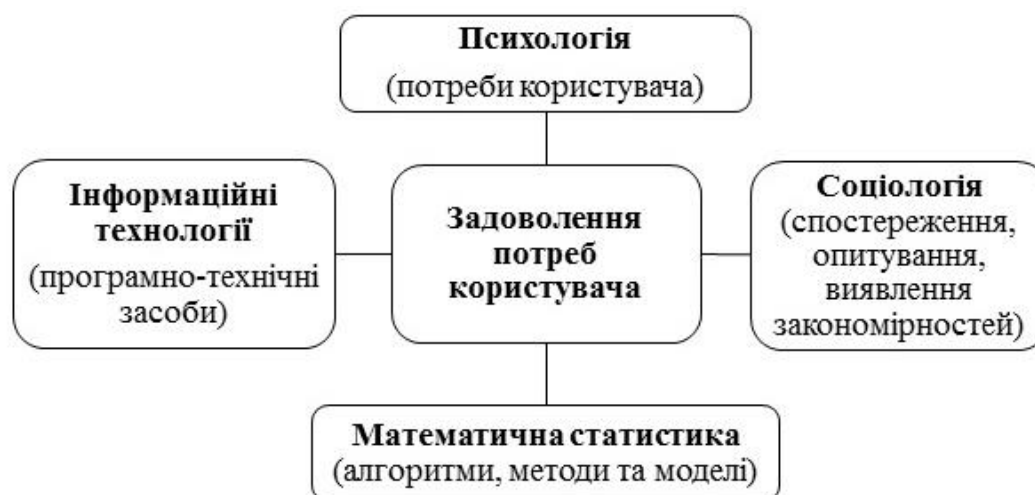 Психологія
(потреби користувача)
Інформаційні
технології
(програмно-технічні
засоби)
Задоволення
потреб
користувача
Соціологія
(спостереження,
опитування,
виявлення
закономірностей)
Математична статистика
(алгоритми, методи та моделі)